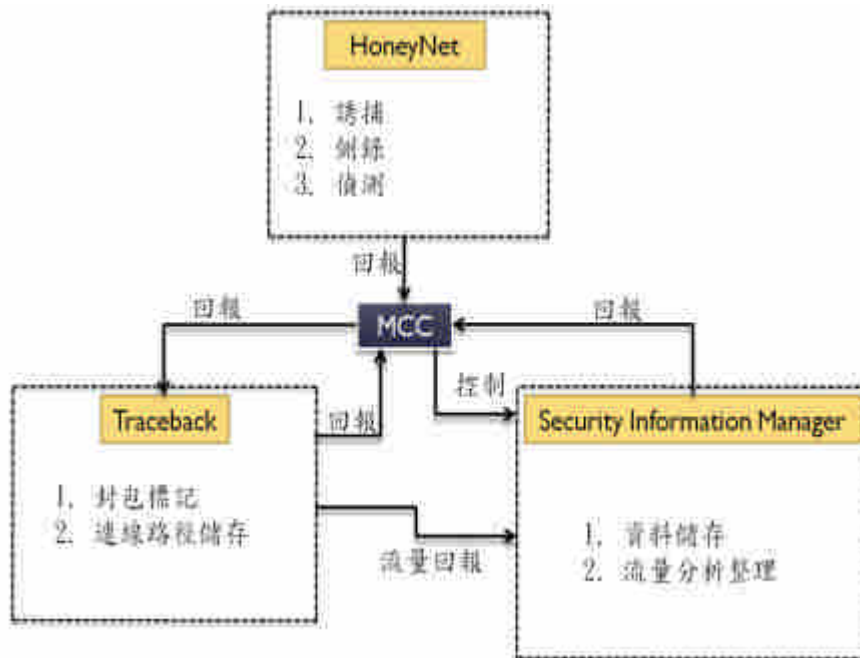 HoneyNet
1. 誘捕
2. 側錄
3. 偵測
回報
回報
MCC
回報
控制
Traceback
回報
Security Information Manager
1. 封包標記
2. 連線路徑儲存
流量回報
1. 資料儲存
2. 流量分析整理